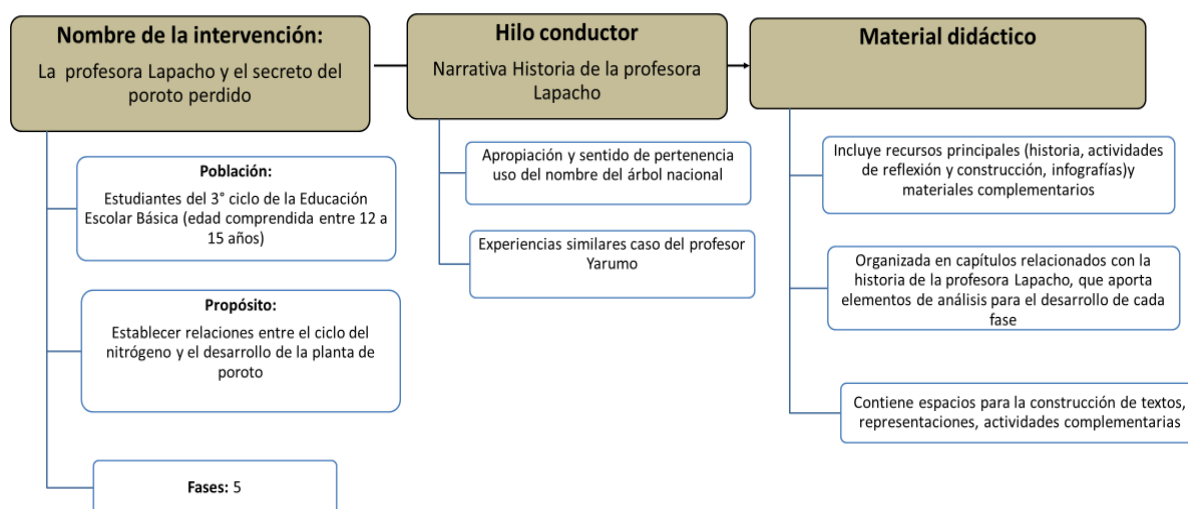 Nombre de la intervención:
La profesora Lapacho y el secreto del
poroto perdido
Población:
Estudiantes del 3° ciclo de la Educación
Escolar Básica (edad comprendida entre 12 a
15 años)
Propósito:
Establecer relaciones entre el ciclo del
nitrógeno y el desarrollo de la planta de
poroto
Fases: 5
Hilo conductor
Narrativa Historia de la profesora
Lapacho
Apropiación y sentido de pertenencia
uso del nombre del árbol nacional
Experiencias similares caso del profesor
Yarumo
Material didáctico
Incluye recursos principales (historia, actividades
de reflexión y construcción, infografías)y
materiales complementarios
Organizada en capítulos relacionados con la
historia de la profesora Lapacho, que aporta
elementos de análisis para el desarrollo de cada
fase
Contiene espacios para la construcción de textos,
representaciones, actividades complementarias